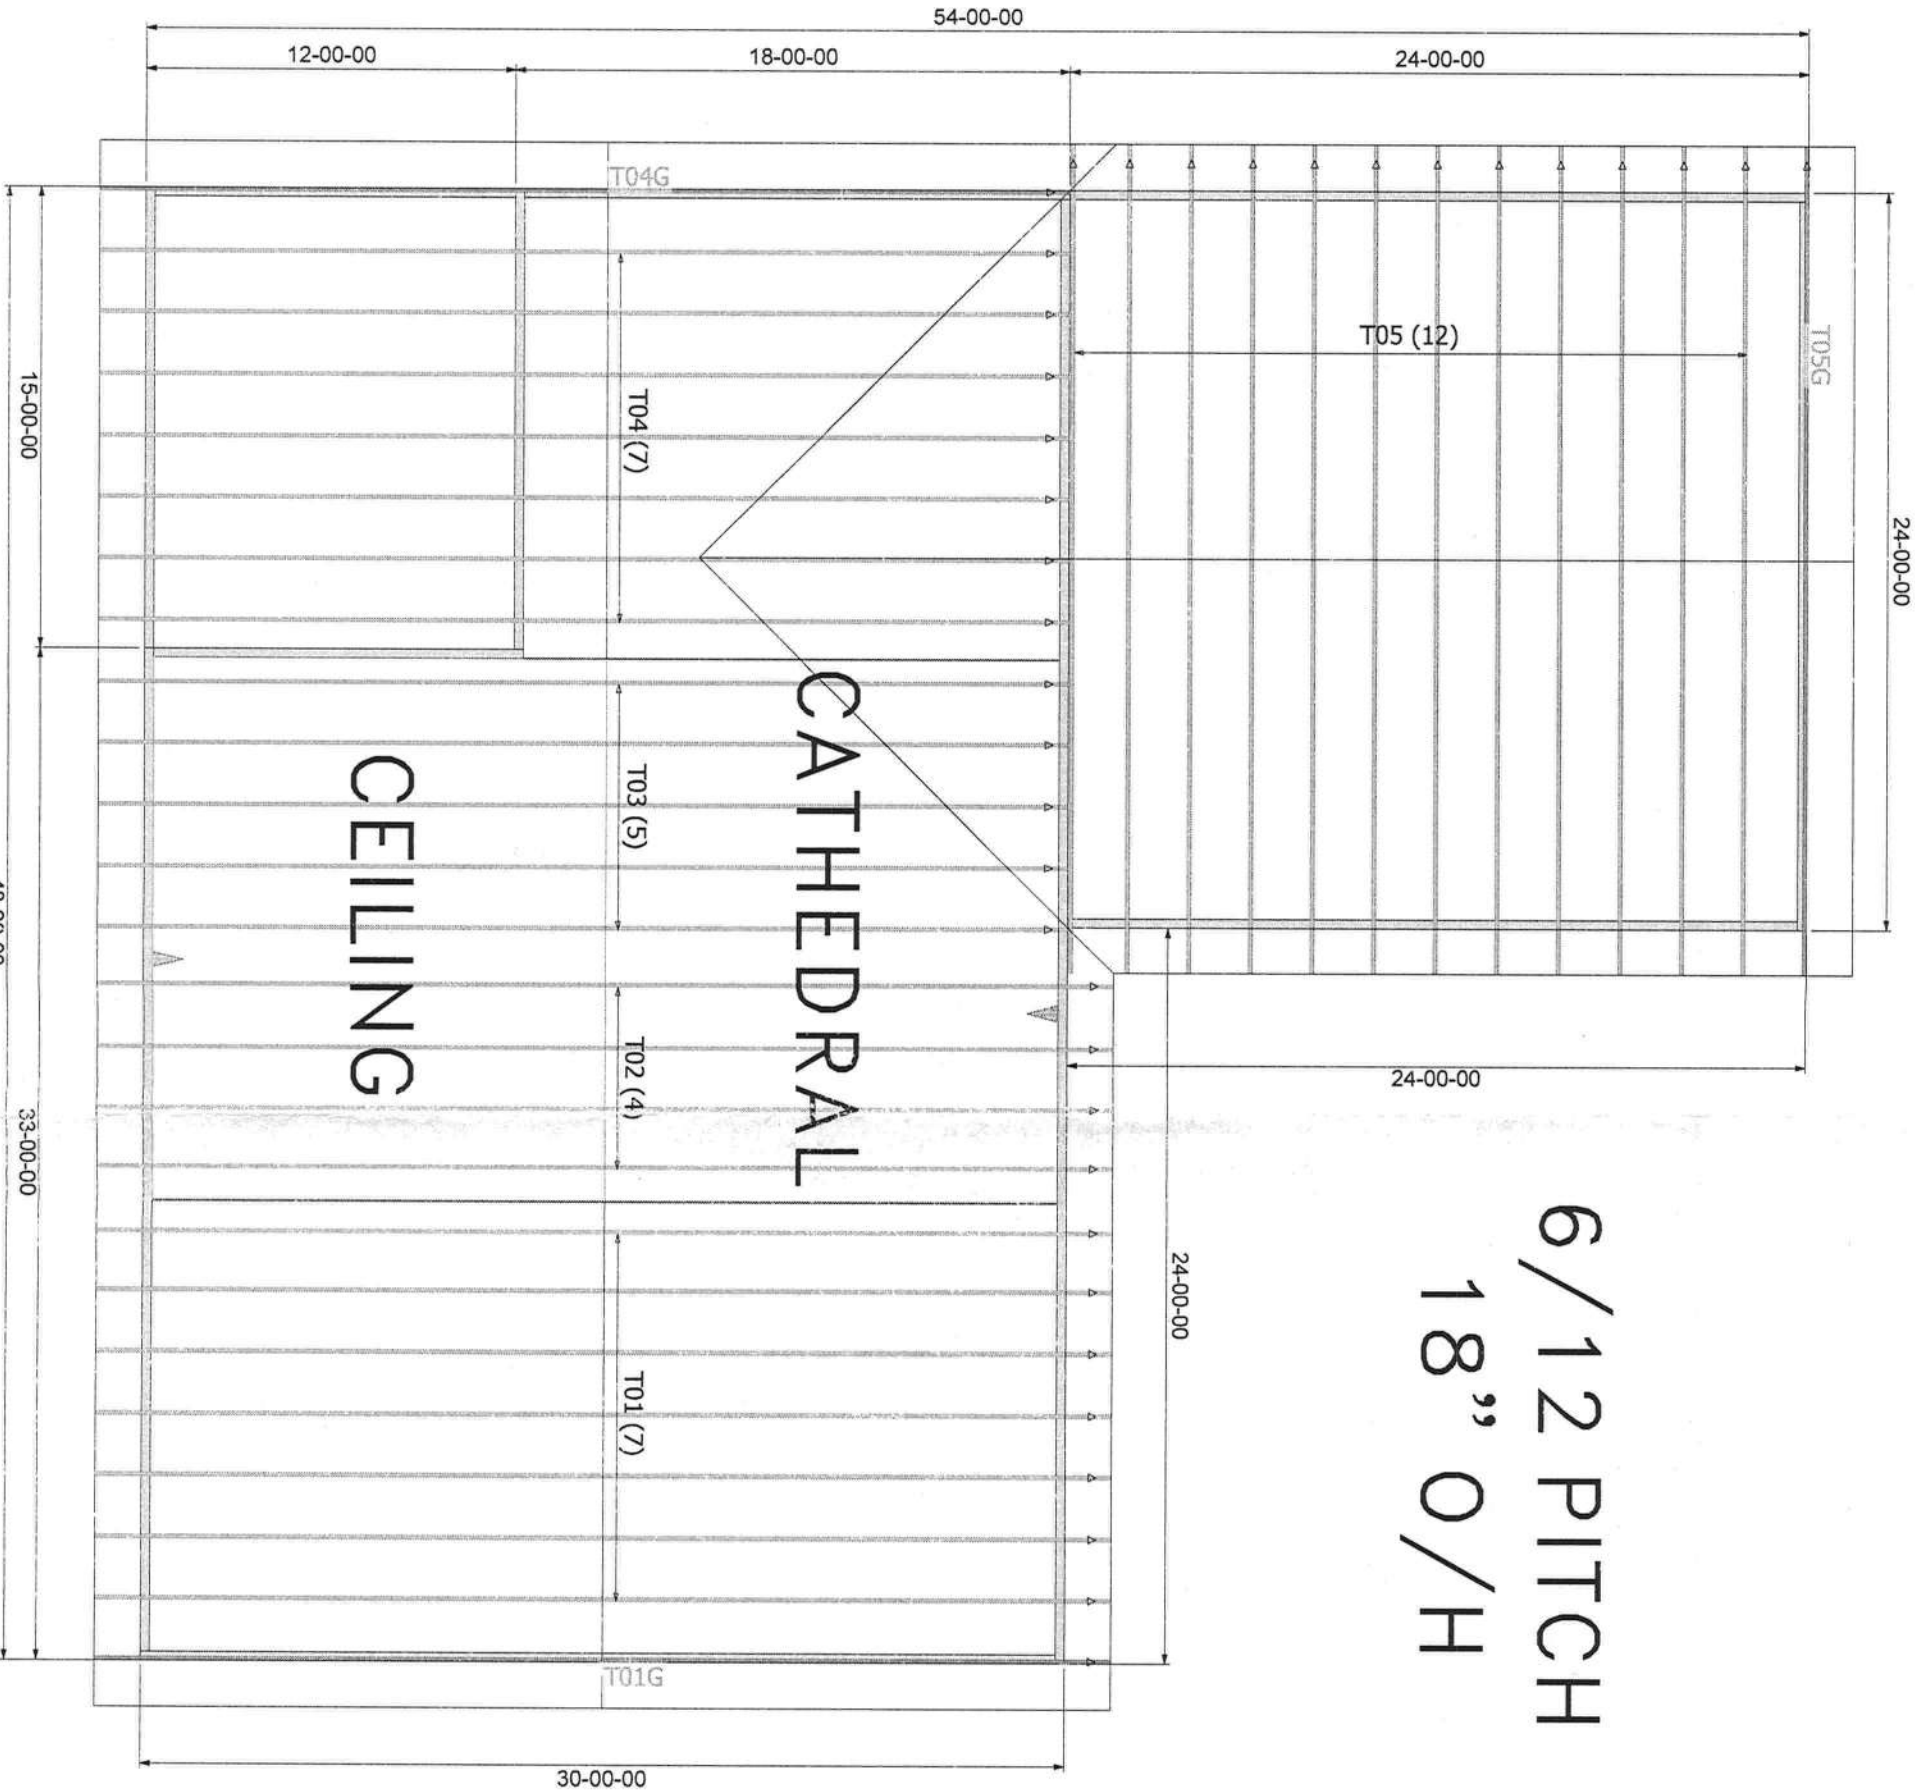 54-00-00
12-00-00
18-00-00
24-00-00
T04G
T05 (12)
T05G
24-00-00
15-00-00
T04 (7)
CATHEDRAL
CEILING
T03 (5)
T02 (4)
24-00-00
33-00-00
24-00-00
6/12 PITCH
18” O/H
T01 (7)
T01G
30-00-00